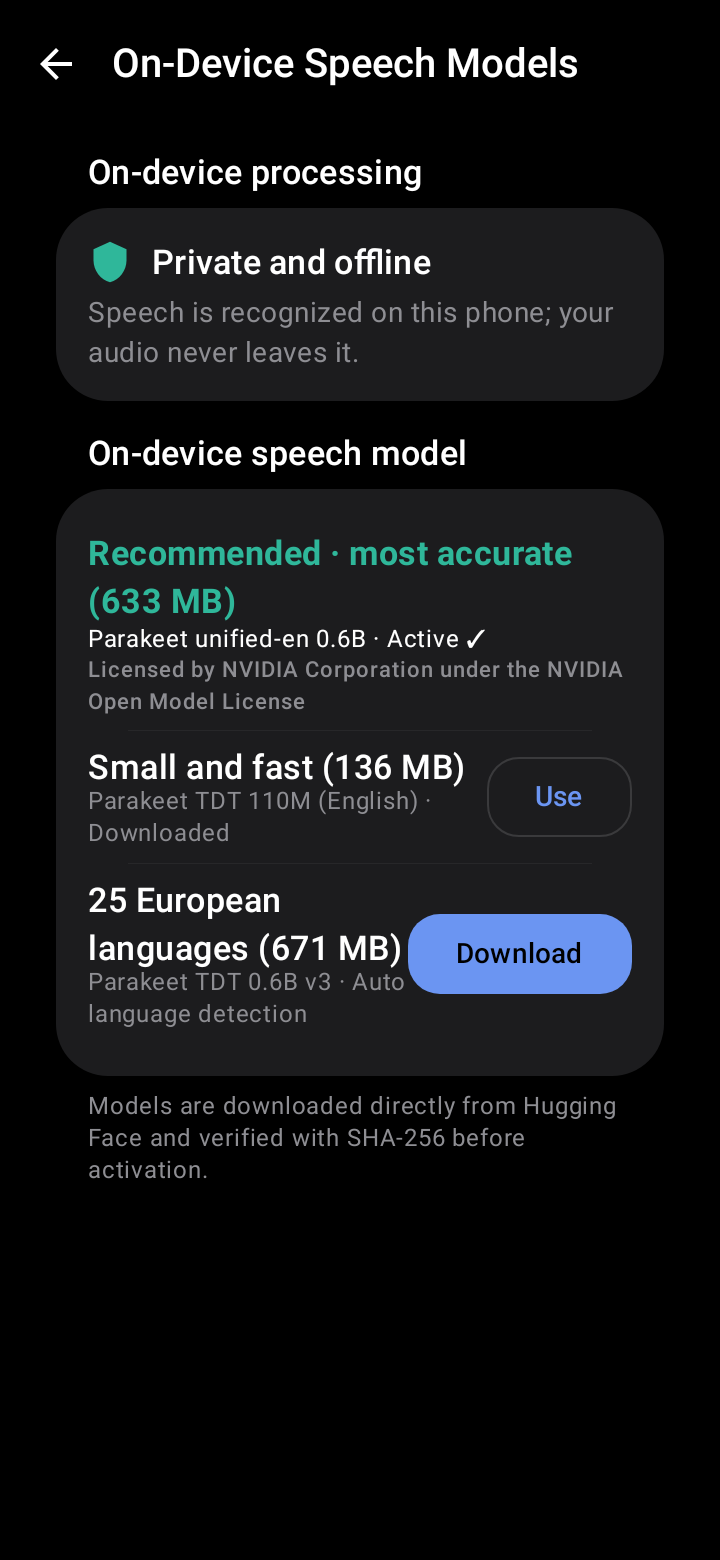 On-Device Speech Models
On-device processing
Private and offline
Speech is recognized on this phone; your
audio never leaves it.
On-device speech model
Recommended · most accurate
(633 MB)
Parakeet unified-en 0.6B · Active ✓
Licensed by NVIDIA Corporation under the NVIDIA
Open Model License
Small and fast (136 MB)
Parakeet TDT 110M (English) ·
Downloaded
Use
25 European
languages (671 MB)
Parakeet TDT 0.6B v3 · Auto
language detection
Download
Models are downloaded directly from Hugging
Face and verified with SHA-256 before
activation.